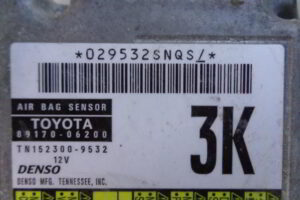 *029532SNQS/*
AIR BAG SENSOR
TOYOTA
89170-06200
3K
TN152300-9532
12V
DENSO
DENSO MFG. TENNESSEE, INC.